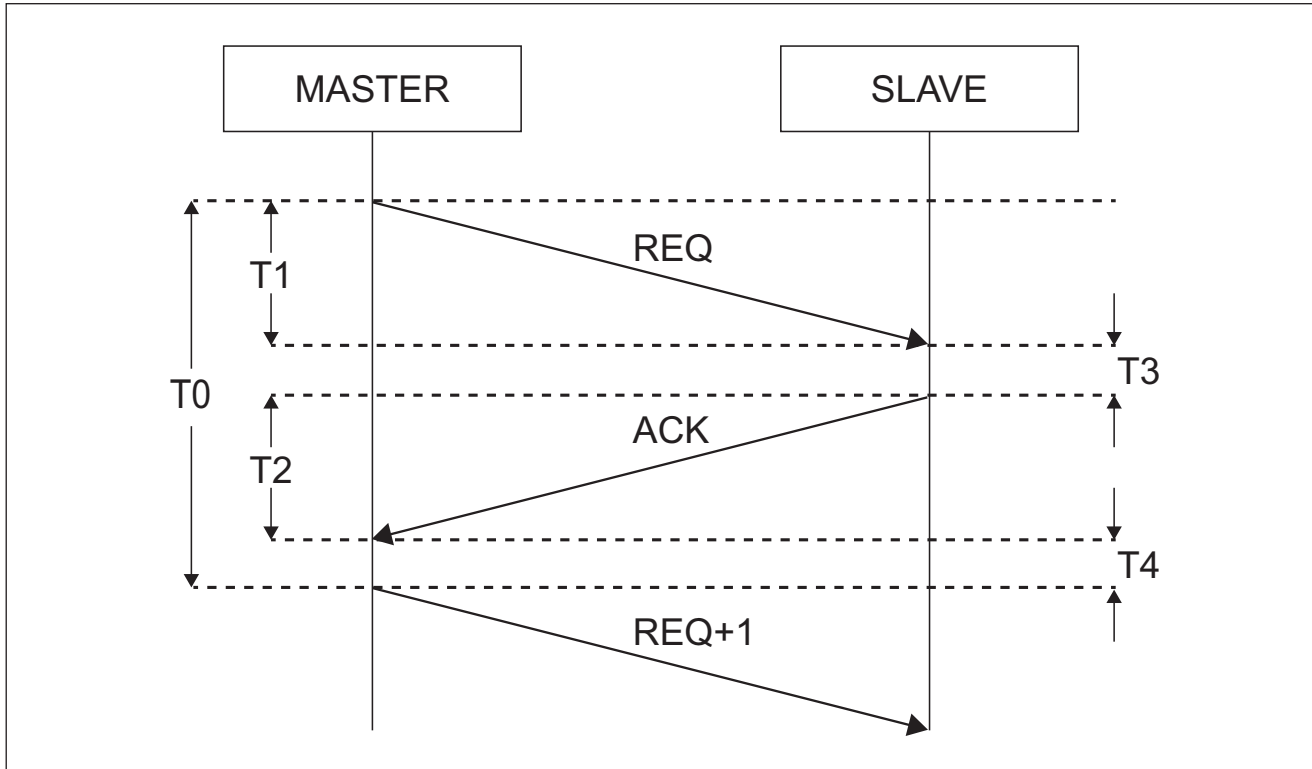 MASTER
SLAVE
REQ
T1
T3
T0
ACK
T2
T4
REQ+1